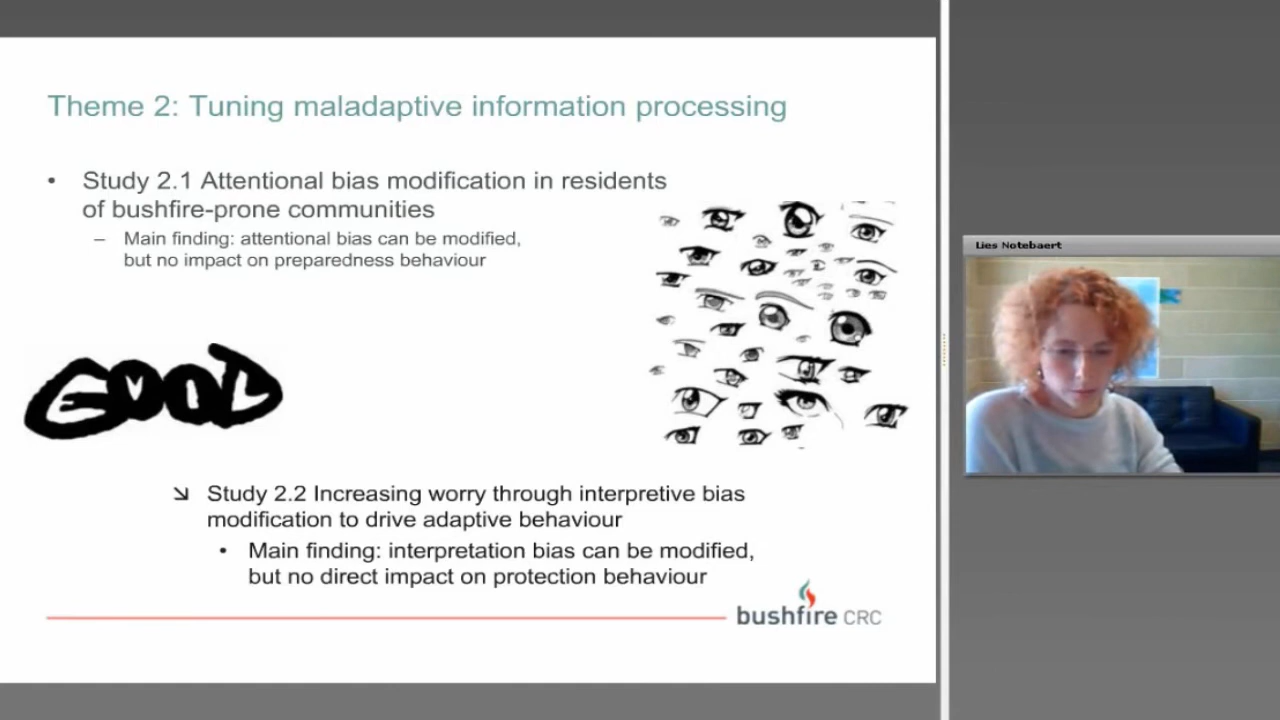 Theme 2: Tuning maladaptive information processing
• Study 2.1 Attentional bias modification in residents
of bushfire-prone communities
– Main finding: attentional bias can be modified,
but no impact on preparedness behaviour
GOOD
EVIL
Study 2.2 Increasing worry through interpretive bias
modification to drive adaptive behaviour
• Main finding: interpretation bias can be modified,
but no direct impact on protection behaviour
bushfire CRC
Lies Notebaert